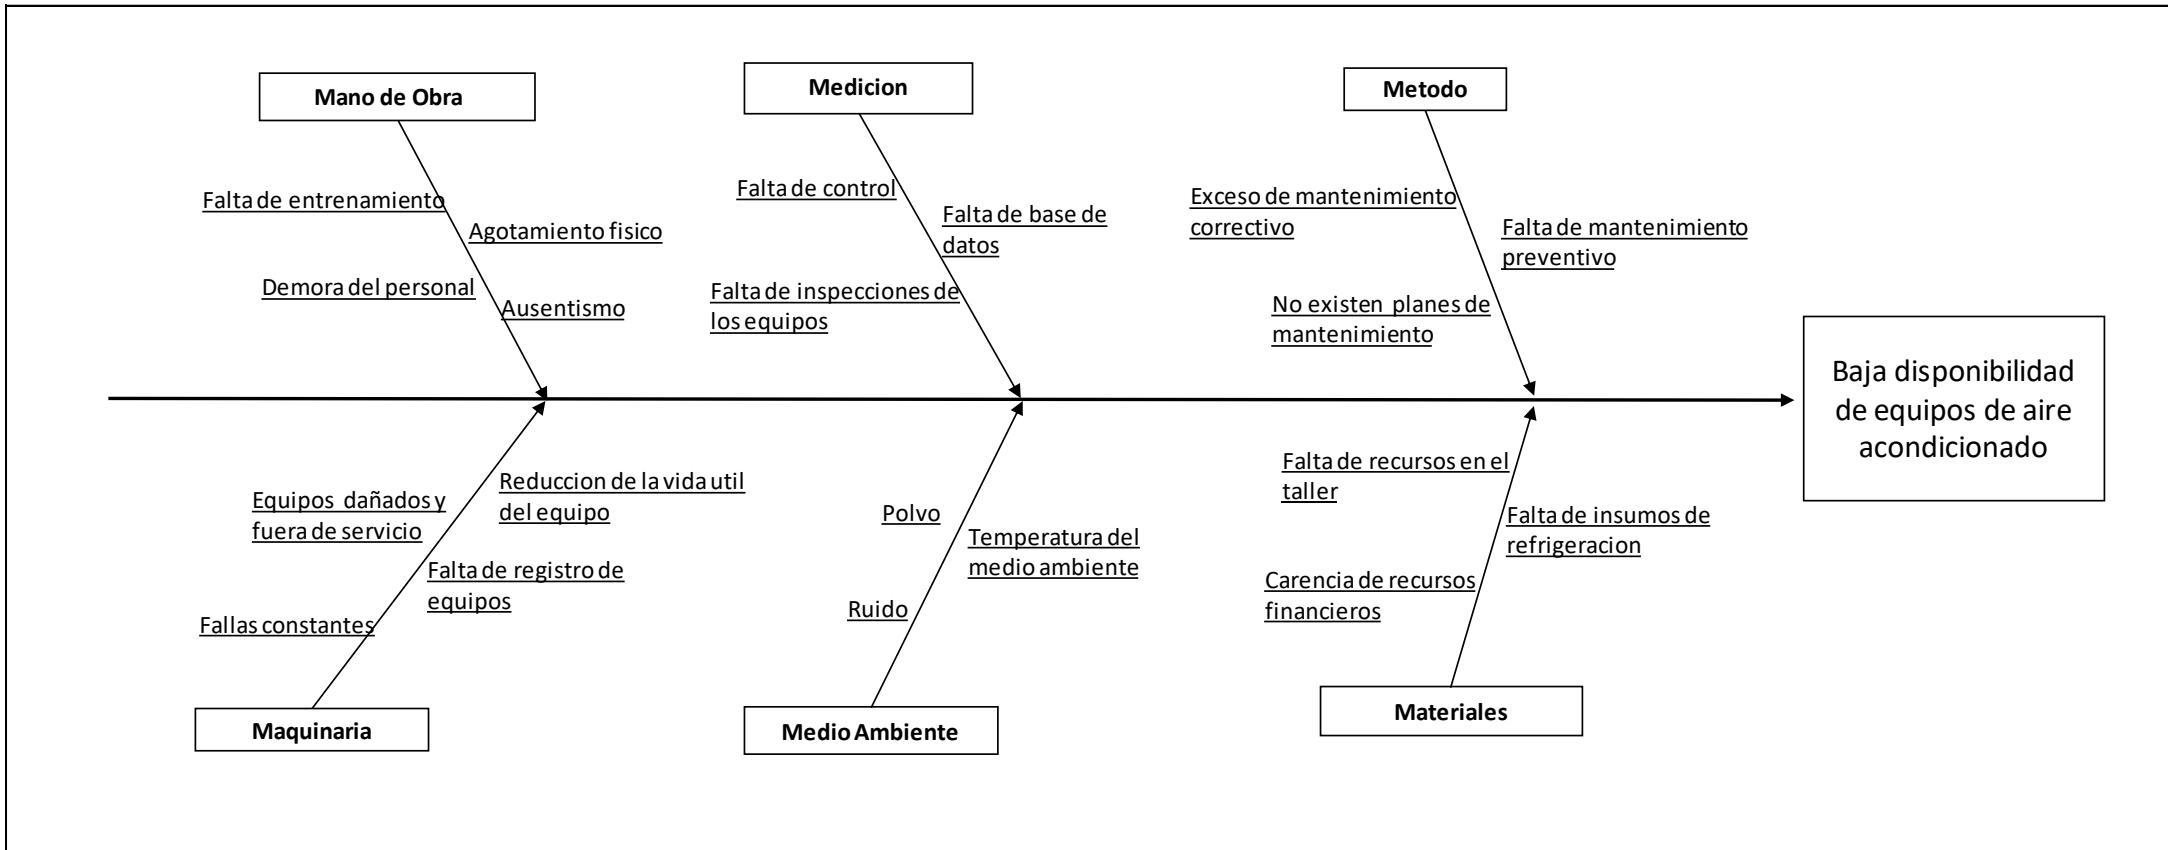 Mano de Obra
Medicion
Metodo
Falta de entrenamiento
Agotamiento fisico
Demora del personal
Ausentismo
Falta de control
Falta de base de
datos
Falta de inspecciones de
los equipos
Exceso de mantenimiento
correctivo
Falta de mantenimiento
preventivo
No existen planes de
mantenimiento
Baja disponibilidad
de equipos de aire
acondicionado
Equipos dañados y
fuera de servicio
Reduccion de la vida util
del equipo
Falta de registro de
equipos
Fallas constantes
Polvo
Temperatura del
medio ambiente
Ruido
Falta de recursos en el
taller
Falta de insumos de
refrigeracion
Carencia de recursos
financieros
Maquinaria
Medio Ambiente
Materiales